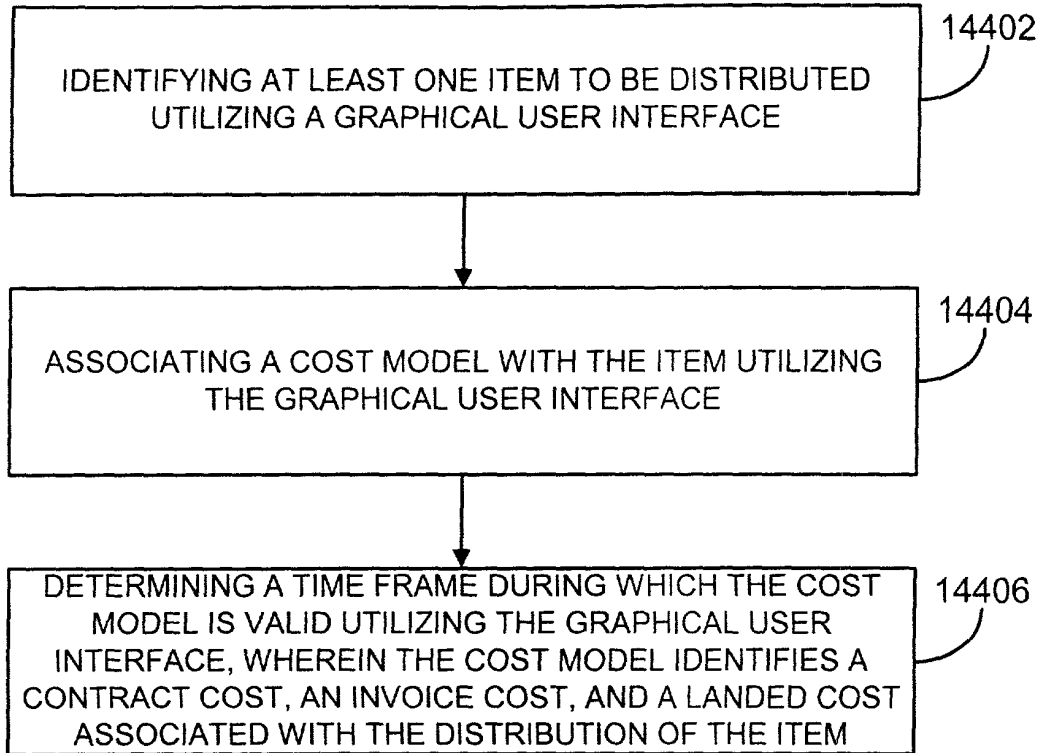 14402
IDENTIFYING AT LEAST ONE ITEM TO BE DISTRIBUTED
UTILIZING A GRAPHICAL USER INTERFACE
14404
ASSOCIATING A COST MODEL WITH THE ITEM UTILIZING
THE GRAPHICAL USER INTERFACE
14406
DETERMINING A TIME FRAME DURING WHICH THE COST
MODEL IS VALID UTILIZING THE GRAPHICAL USER
INTERFACE, WHEREIN THE COST MODEL IDENTIFIES A
CONTRACT COST, AN INVOICE COST, AND A LANDED COST
ASSOCIATED WITH THE DISTRIBUTION OF THE ITEM